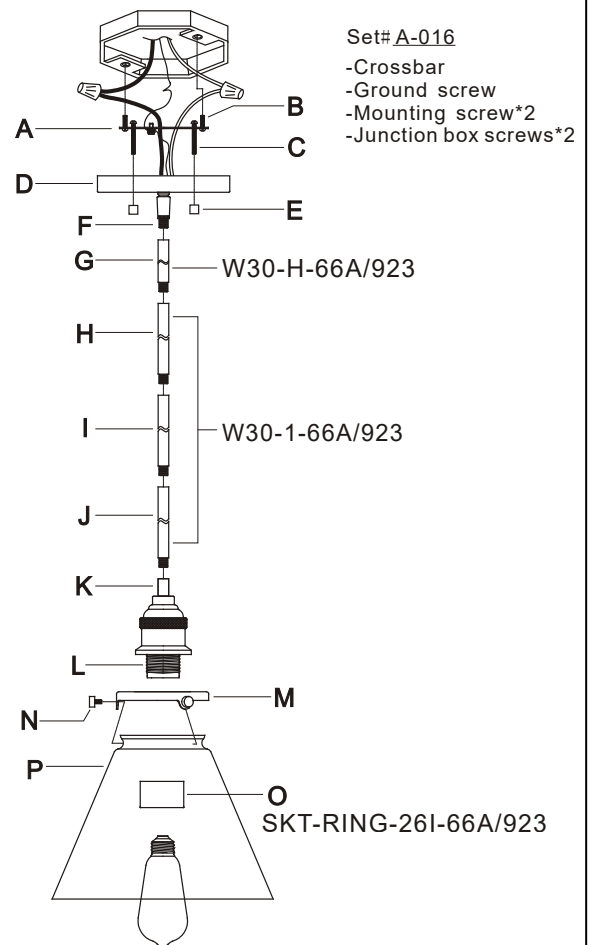 Set# A-016
-Crossbar
-Ground screw
-Mounting screw*2
-Junction box screws*2
A
B
C
D
E
F
G
W30-H-66A/923
H
I
W30-1-66A/923
J
K
L
M
N
P
O
SKT-RING-26I-66A/923